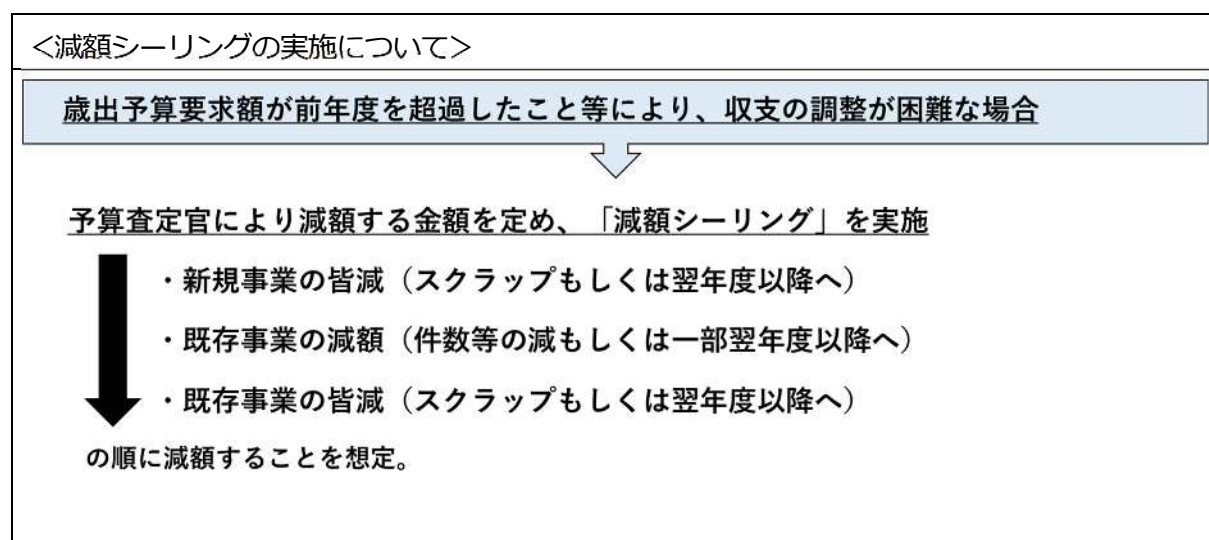 <減額シーリングの実施について>
歳出予算要求額が前年度を超過したこと等により、収支の調整が困難な場合
予算査定官により減額する金額を定め、「減額シーリング」を実施
・新規事業の皆減（スクラップもしくは翌年度以降へ）
・既存事業の減額（件数等の減もしくは一部翌年度以降へ）
・既存事業の皆減（スクラップもしくは翌年度以降へ）
の順に減額することを想定。